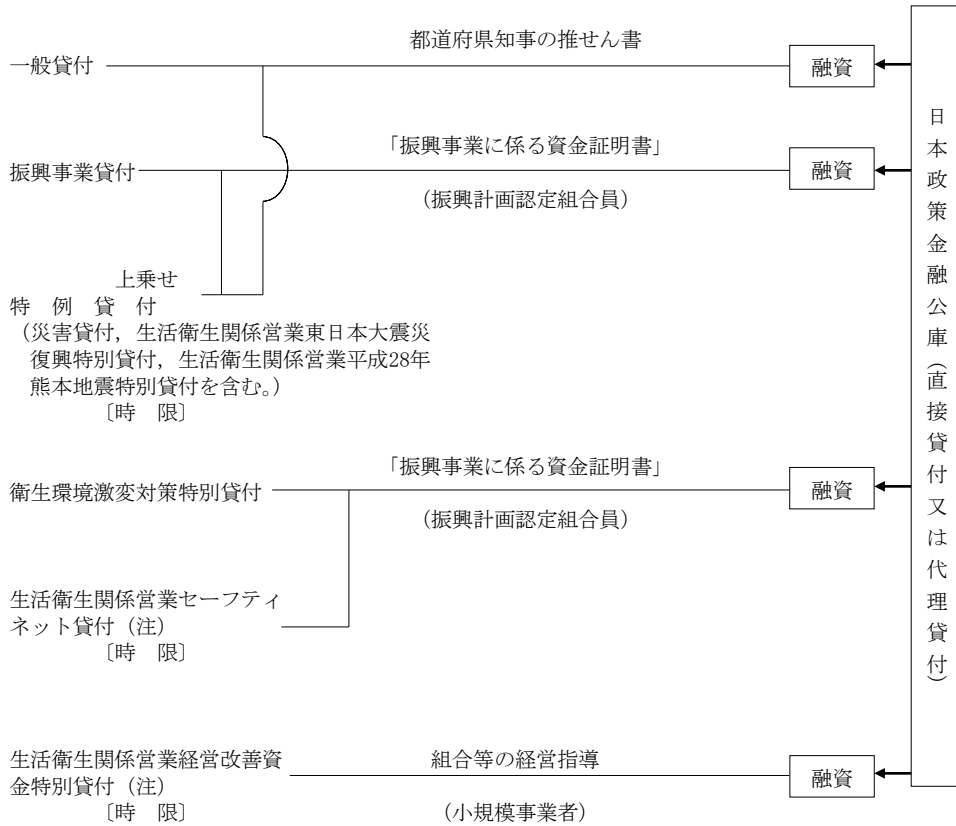 都道府県知事の推せん書
一般貸付
融資
「振興事業に係る資金証明書」
振興事業貸付
融資
（振興計画認定組合員）
上乗せ
特　例　貸　付
（災害貸付，生活衛生関係営業東日本大震災
復興特別貸付，生活衛生関係営業平成28年
熊本地震特別貸付を含む。）
〔時　限〕
「振興事業に係る資金証明書」
衛生環境激変対策特別貸付
融資
（振興計画認定組合員）
生活衛生関係営業セーフティ
ネット貸付（注）
〔時　限〕
生活衛生関係営業経営改善資
金特別貸付（注）
〔時　限〕
組合等の経営指導
融資
（小規模事業者）
日本政策金融公庫（直接貸付又は代理貸付）